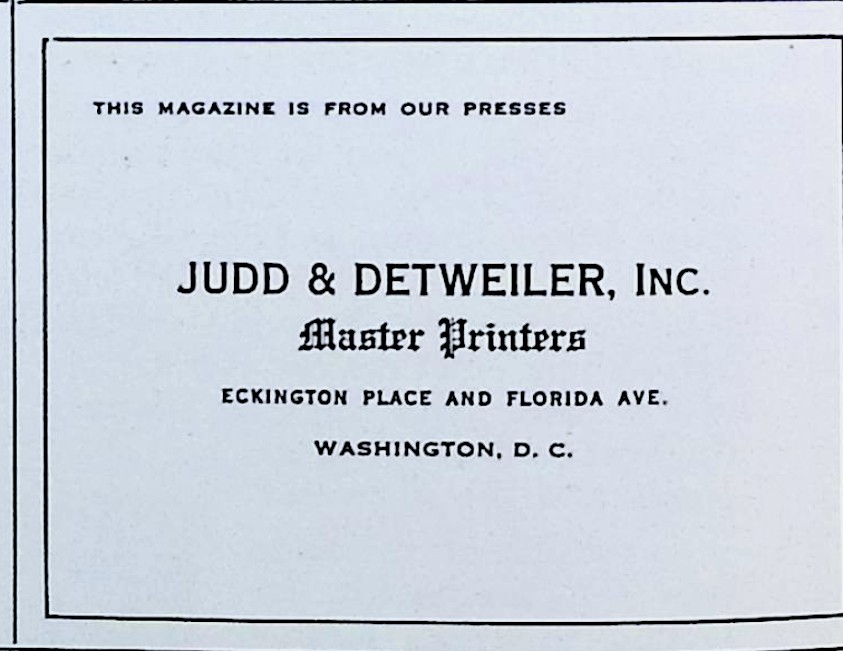 THIS MAGAZINE IS FROM OUR PRESSES
JUDD & DETWEILER, INC.
Master Printers
ECKINGTON PLACE AND FLORIDA AVE.
WASHINGTON, D. C.